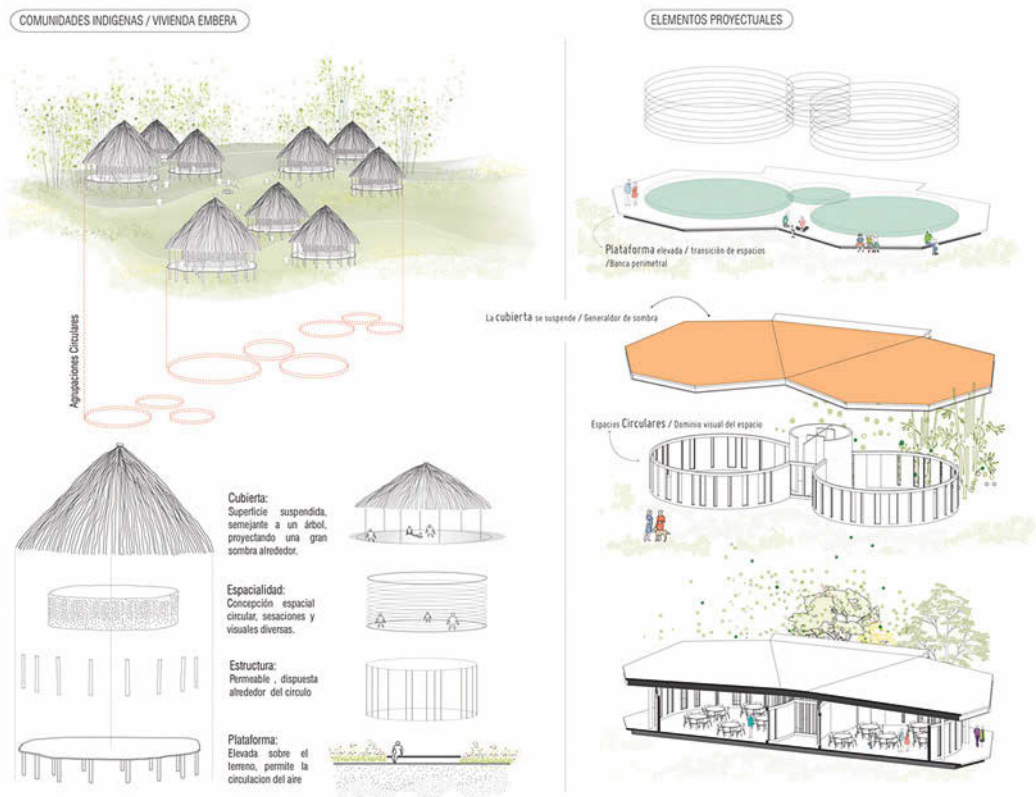 COMUNIDADES INDIGENAS / VIVIENDA EMBERA
Agrupaciones Circulares
Cubierta:
Superficie suspendida,
semejante a un árbol,
proyectando una gran
sombra alrededor.
Espacialidad:
Concepción espacial
circular, sesaciones y
visuales diversas.
Estructura:
Permeable , dispuesta
alrededor del circulo
Plataforma:
Elevada sobre el
terreno, permite la
circulacion del aire
ELEMENTOS PROYECTUALES
Plataforma elevada / transición de espacios
/Banca perimetral
La cubierta se suspende / Generaldor de sombra
Espacies Circulares / Dominio visual del espacio